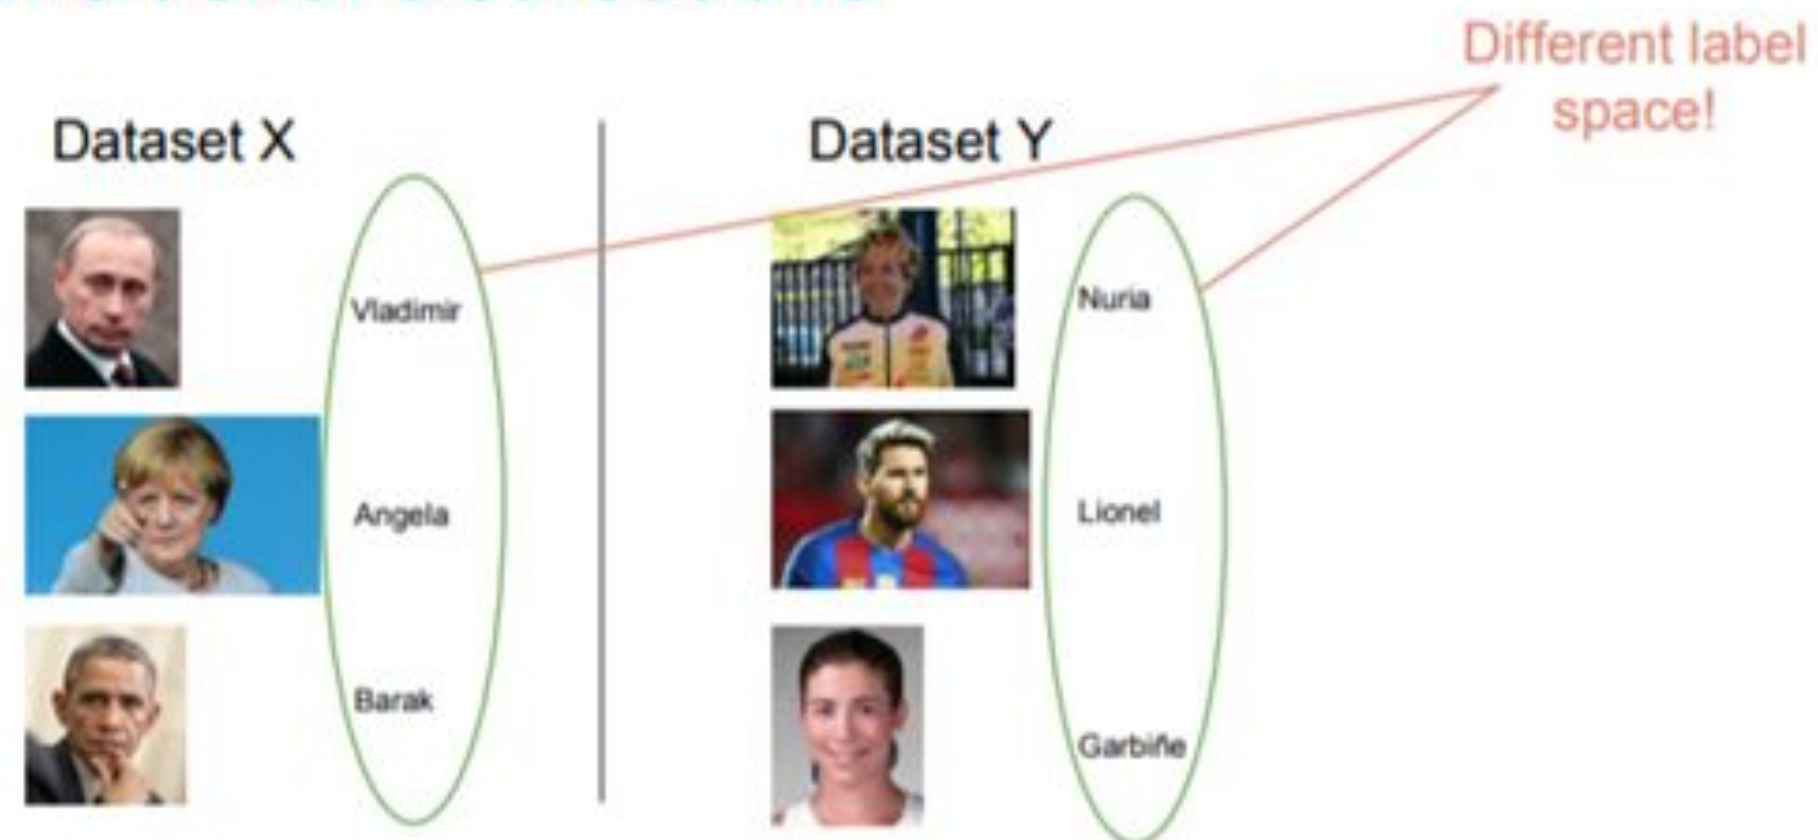 Different label
space!
Dataset X
Dataset Y
Vladimir
Angela
Barak
Nuria
Lionel
Garbiñe